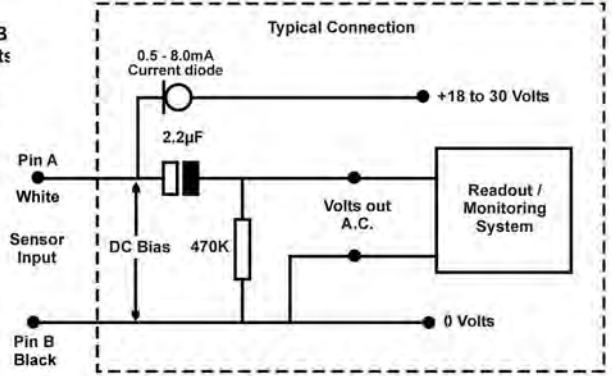 B
Typical Connection
0.5 - 8.0mA
Current diode
+18 to 30 Volts
2.2µF
Pin A
White
Sensor
Input
DC Bias
470K
Volts out
A.C.
Readout /
Monitoring
System
0 Volts
Pin B
Black